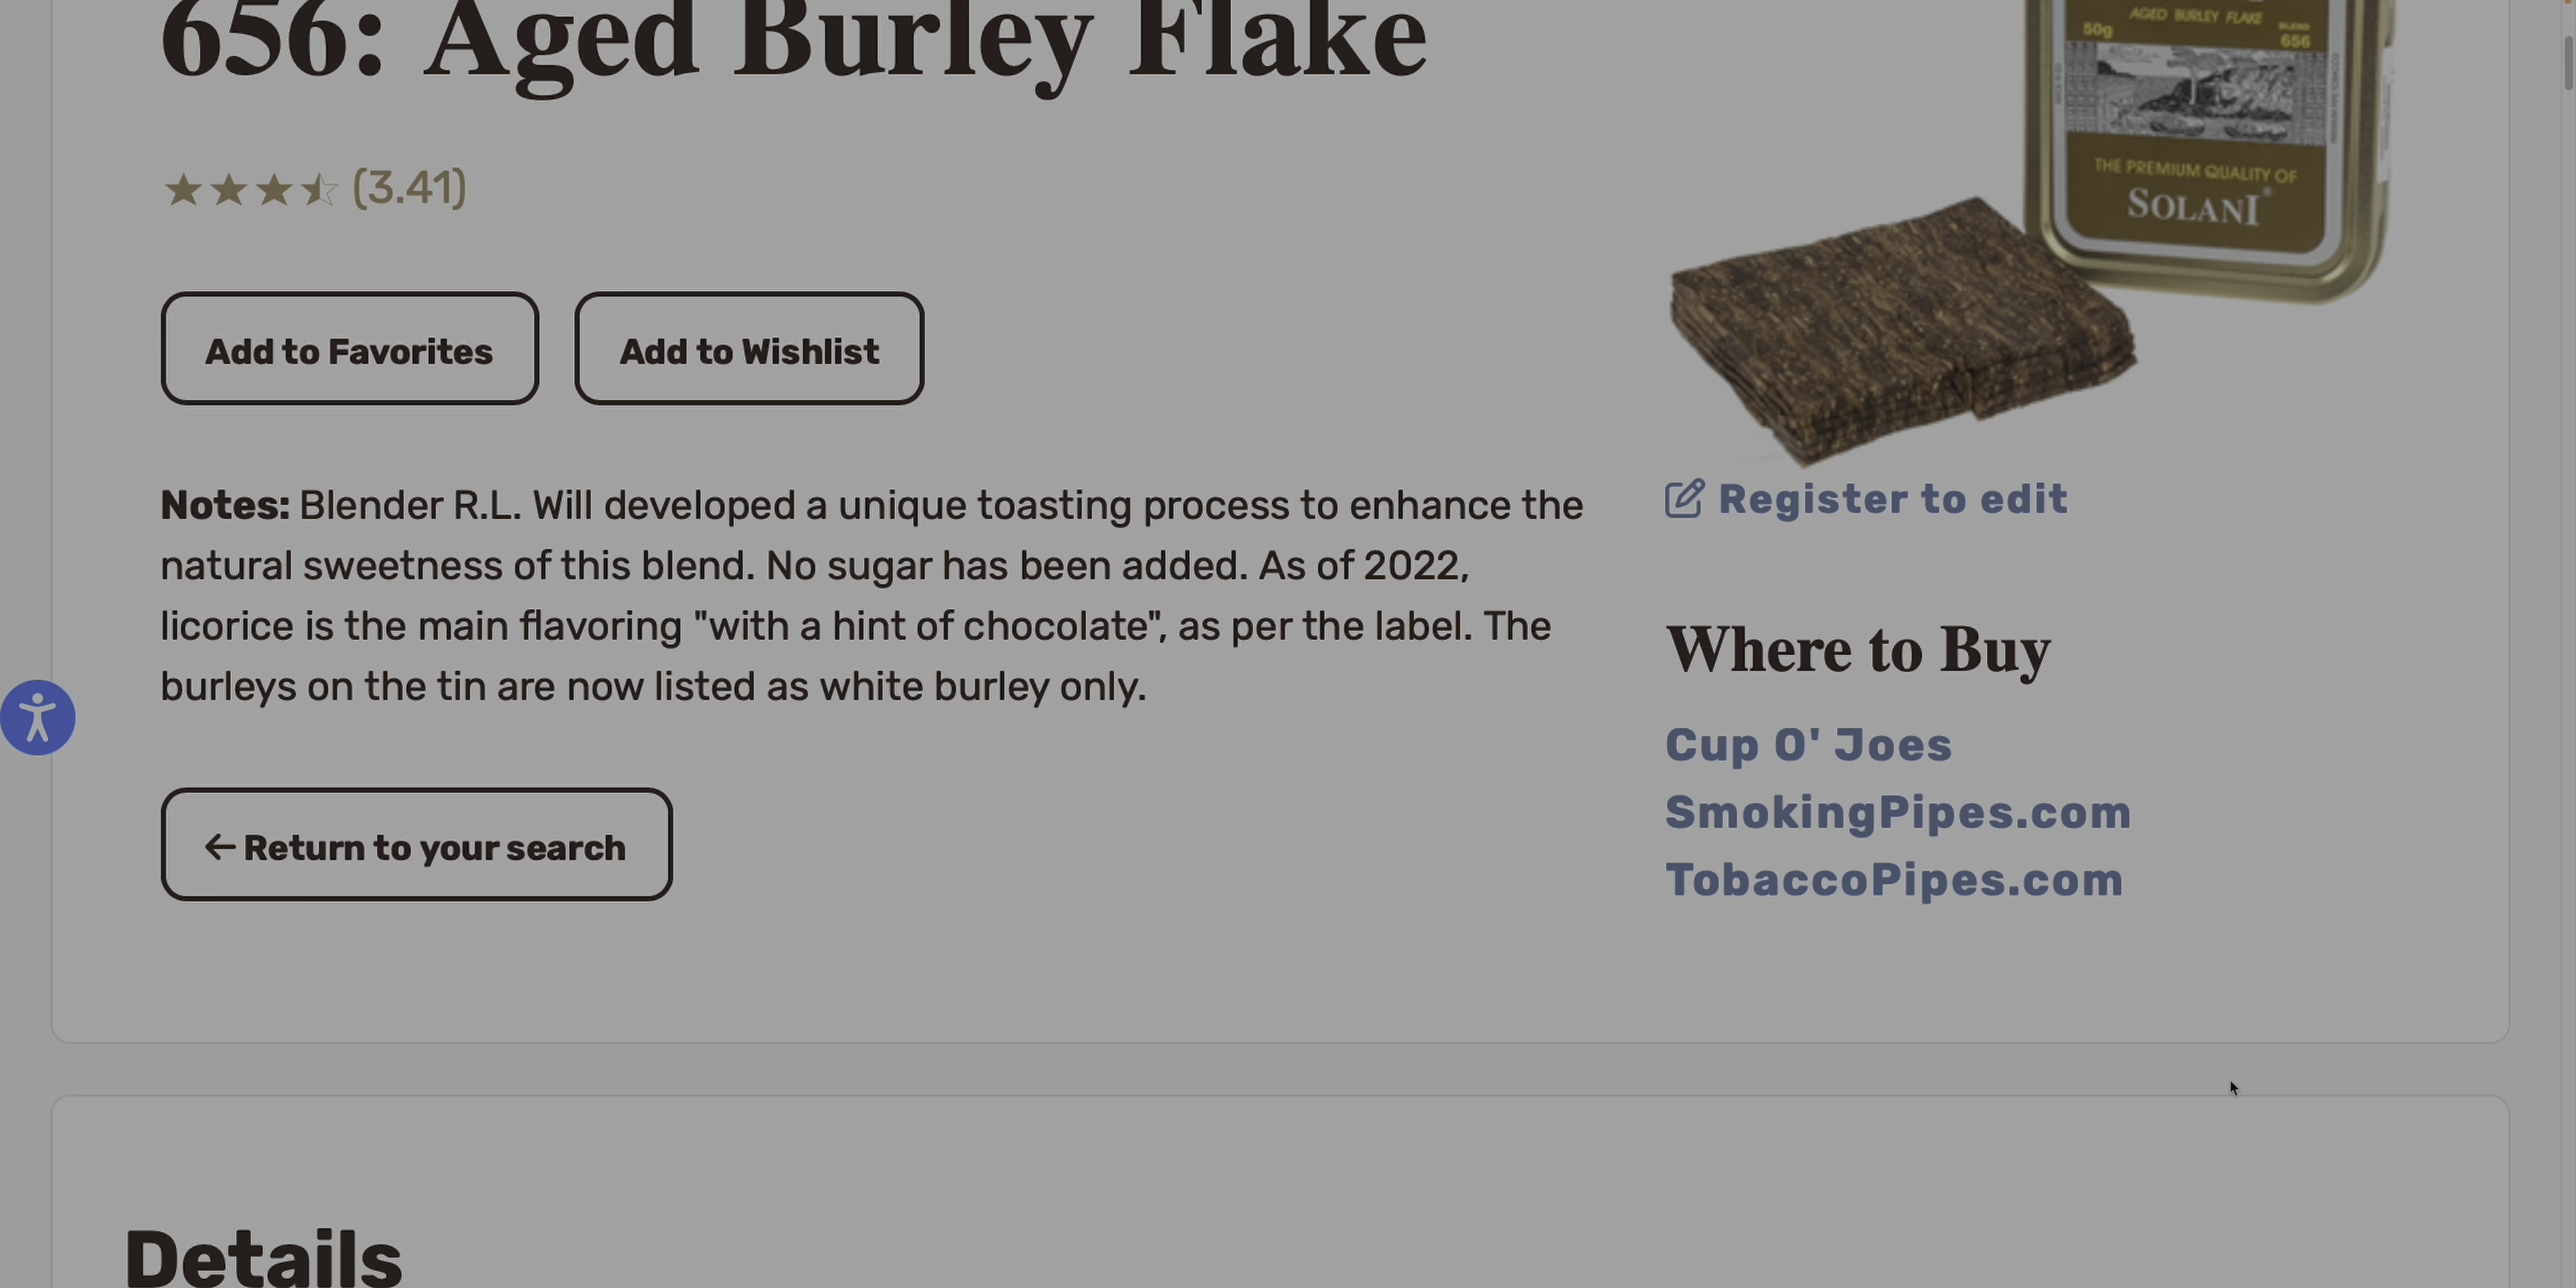 656: Aged Burley Flake
(3.41)
Add to Favorites
Add to Wishlist
Notes: Blender R.L. Will developed a unique toasting process to enhance the
natural sweetness of this blend. No sugar has been added. As of 2022,
licorice is the main flavoring "with a hint of chocolate", as per the label. The
burleys on the tin are now listed as white burley only.
← Return to your search
AGED BURLEY FLAKE
50g
BLEND
656
THE PREMIUM QUALITY OF
SOLANI®
Register to edit
Where to Buy
Cup O' Joes
SmokingPipes.com
TobaccoPipes.com
Details